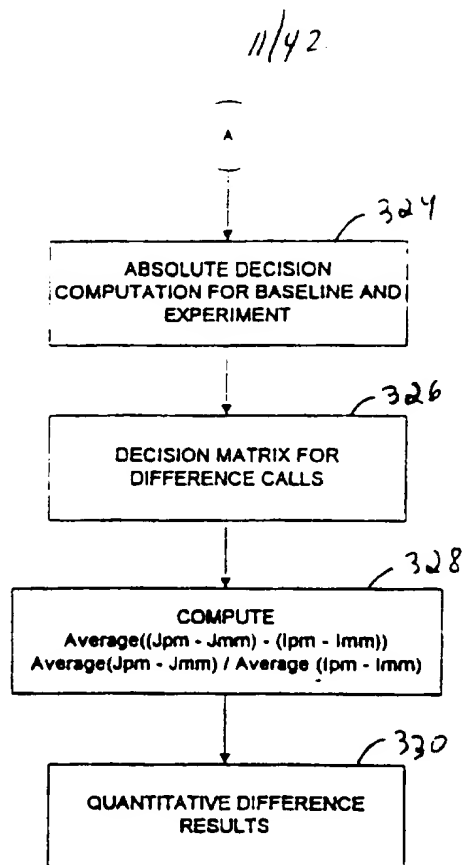 11/42
A
324
ABSOLUTE DECISION
COMPUTATION FOR BASELINE AND
EXPERIMENT
326
DECISION MATRIX FOR
DIFFERENCE CALLS
328
COMPUTE
Average((Jpm - Jmm) - (Ipm - Imm))
Average(Jpm - Jmm) / Average (Ipm - Imm)
330
QUANTITATIVE DIFFERENCE
RESULTS